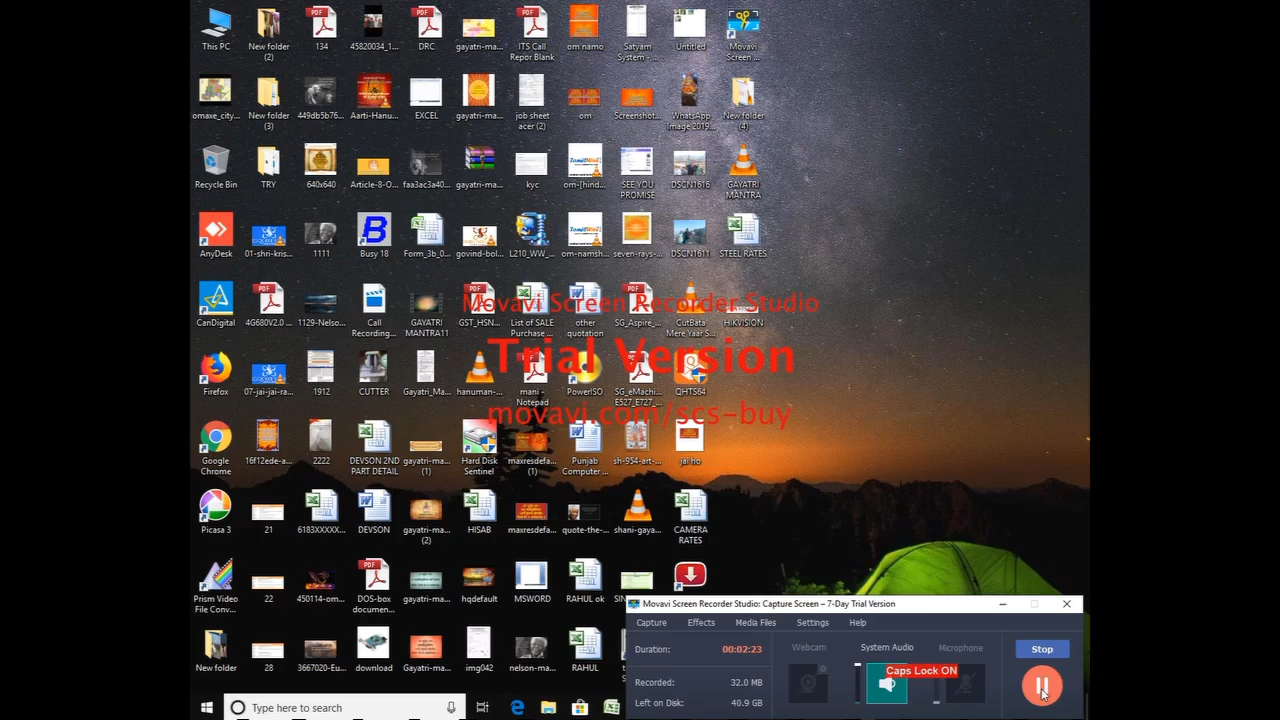 This PC
New folder (2)
134
45820034_1...
DRC
gayatri-ma...
ITS Call Repor Blank
om namo
Satyam System - ...
Untitled
Movavi Screen ...
omaxe_city...
New folder (3)
449db5b76...
Aarti-Hanu...
EXCEL
gayatri-ma...
job sheet acer (2)
om
Screenshot...
WhatsApp Image 2019...
New folder (4)
Recycle Bin
TRY
640x640
Article-8-O...
faa3ac3a40...
gayatri-ma...
kyc
om-[hind...
SEE YOU PROMISE
DSCN1616
GAYATRI MANTRA
AnyDesk
01-shri-kris...
1111
Busy 18
Form_3b_0...
govind-bol...
L210_WW_...
om-namsh...
seven-rays-...
DSCN1611
STEEL RATES
CanDigital
4G680V2.0 ...
1129-Nelso...
Call Recording...
GAYATRI MANTRA11
GST_HSN...
List of SALE Purchase ...
other quotation
SG_Aspire_...
CutBata Mere Yaar S...
HIKVISION
Movavi Screen Recorder Studio
Trial Version
movavi.com/scs-buy
Firefox
07-jai-jai-ra...
1912
CUTTER
Gayatri_Ma...
hanuman-...
mani - Notepad
PowerISO
SG_eMachi... E527_E727_...
QHTS64
Google Chrome
16f12ede-a...
2222
DEVSON 2ND PART DETAIL
gayatri-ma... (1)
Hard Disk Sentinel
maxresdefa... (1)
Punjab Computer ...
sh-954-art-...
jai ho
Picasa 3
21
6183XXXXX...
DEVSON
gayatri-ma... (2)
HISAB
maxresdefa...
quote-the-...
shani-gaya...
CAMERA RATES
Prism Video File Conv...
22
450114-om...
DOS-box documen...
gayatri-ma...
hqdefault
MSWORD
RAHUL ok
New folder
28
3667020-Eu...
download
Gayatri-ma...
img042
nelson-ma...
RAHUL
Movavi Screen Recorder Studio: Capture Screen – 7-Day Trial Version
Capture Effects Media Files Settings Help
Duration: 00:02:23
Webcam System Audio Microphone
Stop
Caps Lock ON
Recorded: 32.0 MB
Left on Disk: 40.9 GB
Type here to search